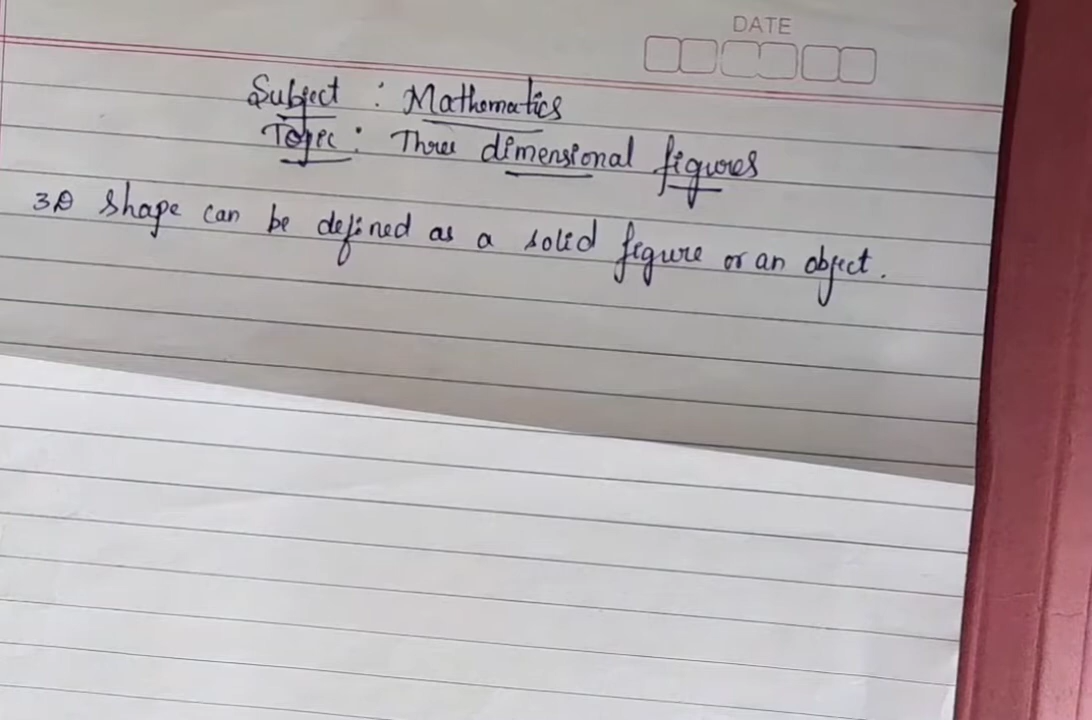 DATE
Subject : Mathematics
Topic : Three dimensional figures
3D shape can be defined as a solid figure or an object.